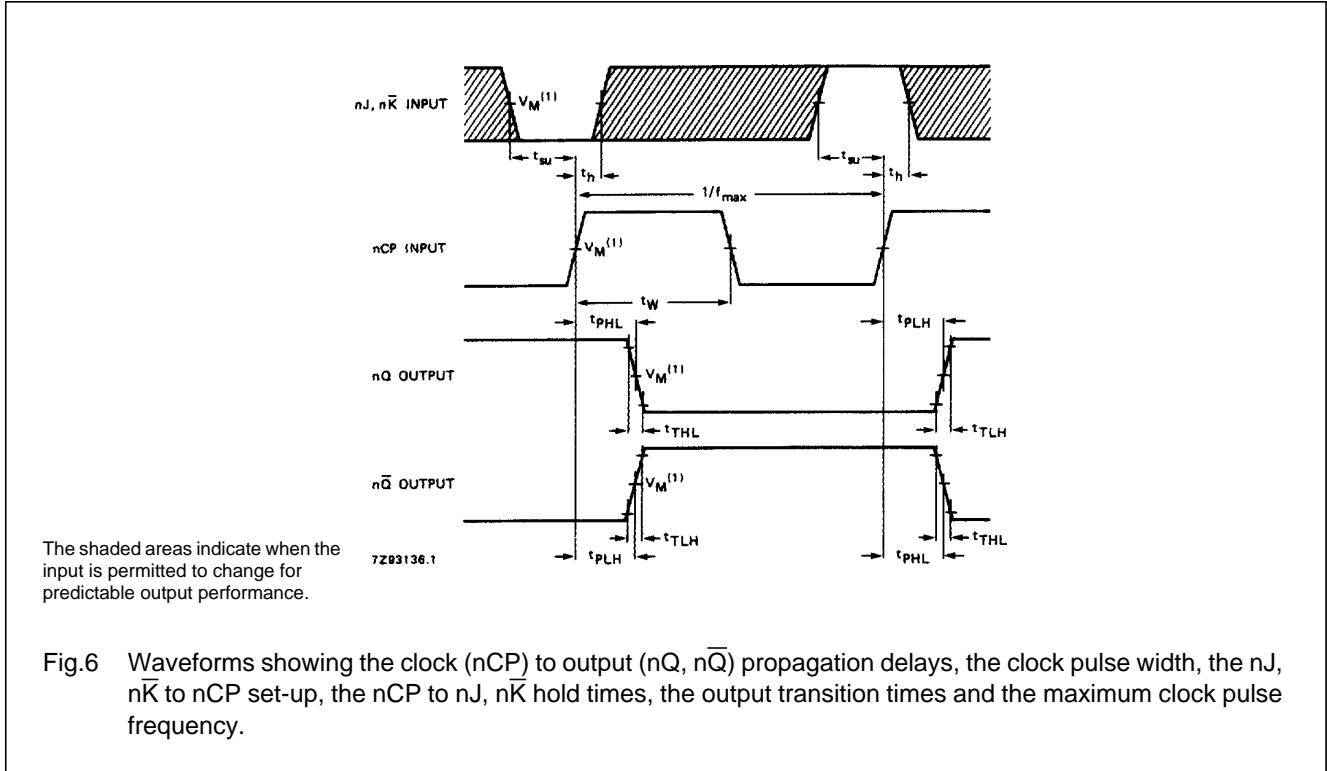 nJ, nK̅ INPUT
V_M(1)
t_su
t_h
t_su
t_h
1/f_max
nCP INPUT
V_M(1)
t_W
t_PHL
t_PLH
nQ OUTPUT
V_M(1)
t_THL
t_TLH
nQ̅ OUTPUT
V_M(1)
t_TLH
t_THL
t_PLH
t_PHL
7Z93136.1
The shaded areas indicate when the
input is permitted to change for
predictable output performance.
Fig.6 Waveforms showing the clock (nCP) to output (nQ, nQ̅) propagation delays, the clock pulse width, the nJ,
nK̅ to nCP set-up, the nCP to nJ, nK̅ hold times, the output transition times and the maximum clock pulse
frequency.